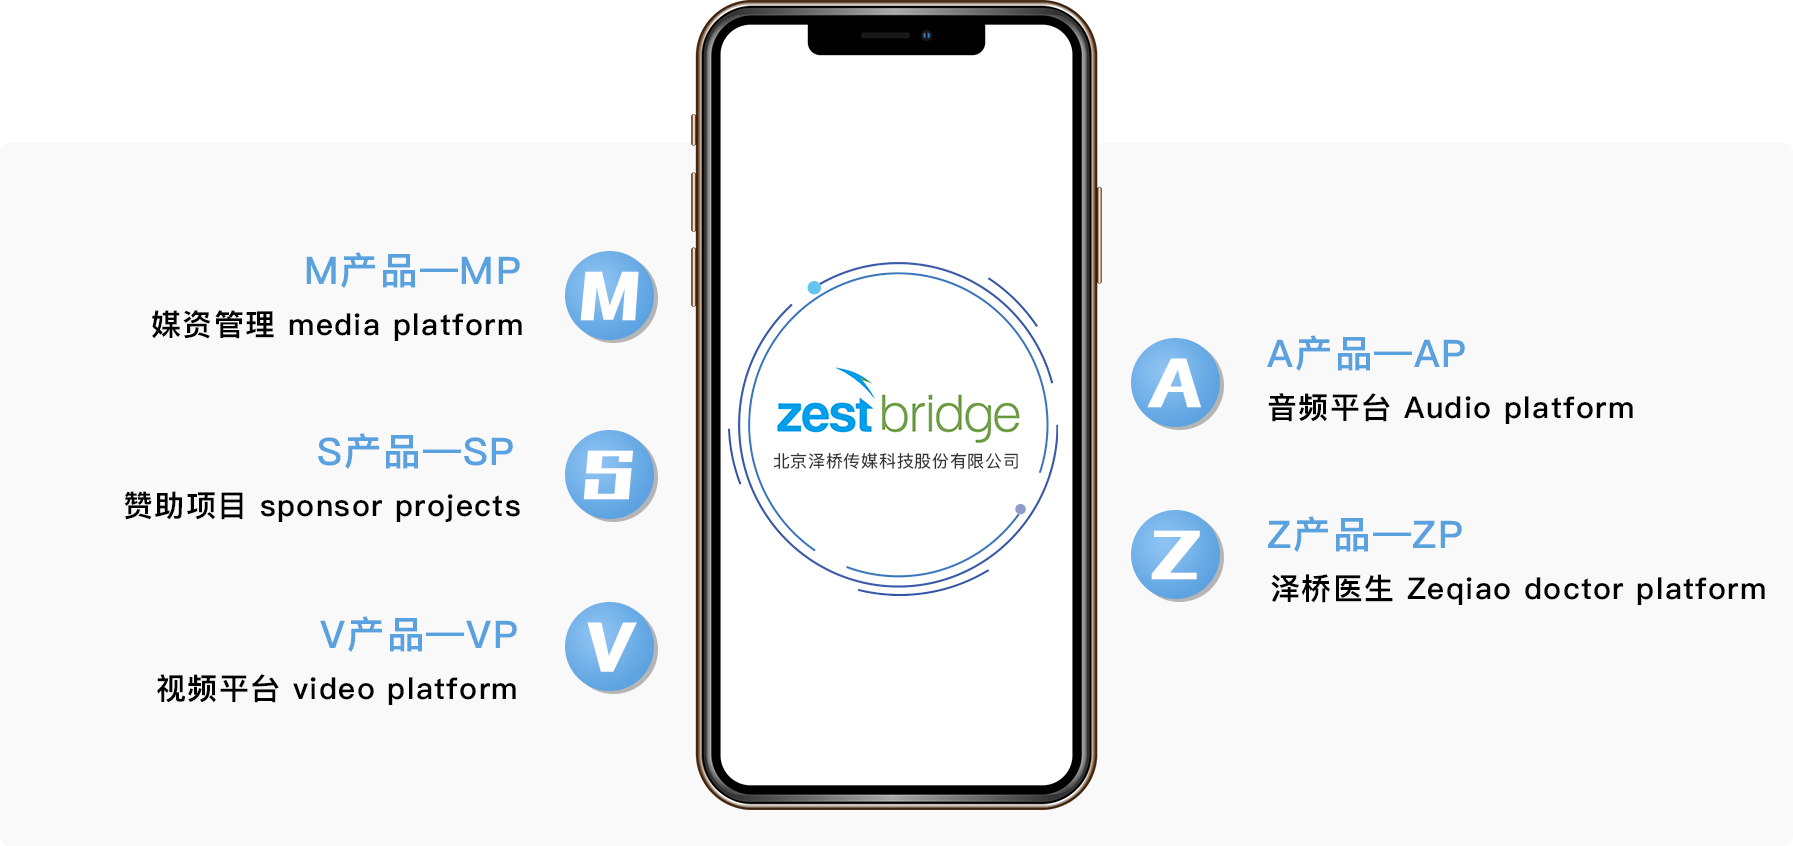 M产品—MP
媒资管理 media platform
M
S产品—SP
赞助项目 sponsor projects
S
V产品—VP
视频平台 video platform
V
zestbridge
北京泽桥传媒科技股份有限公司
A
A产品—AP
音频平台 Audio platform
Z
Z产品—ZP
泽桥医生 Zeqiao doctor platform